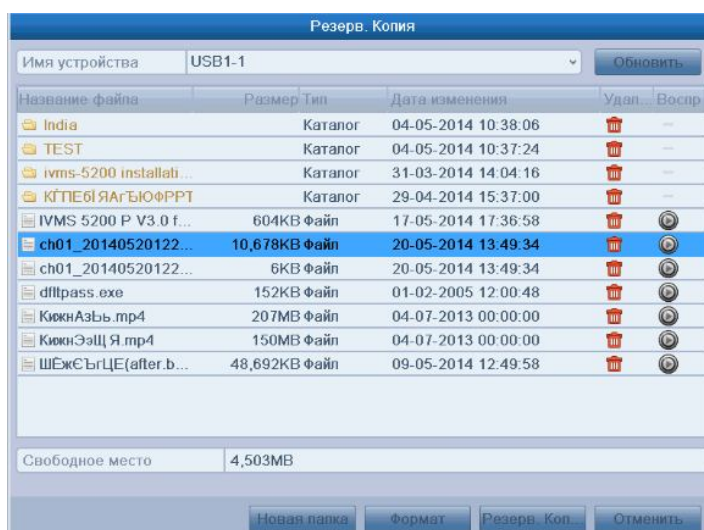 Резерв. Копия
Имя устройства USB1-1 Обновить
Название файла Размер Тип Дата изменения Удал... Воспр
India Каталог 04-05-2014 10:38:06 —
TEST Каталог 04-05-2014 10:37:24 —
ivms-5200 installati... Каталог 31-03-2014 14:04:16 —
Каталог 29-04-2014 15:37:00 —
IVMS 5200 P V3.0 f... 604KB Файл 17-05-2014 17:36:58
ch01_20140520122... 10,678KB Файл 20-05-2014 13:49:34
ch01_20140520122... 6KB Файл 20-05-2014 13:49:34
dfltpass.exe 152KB Файл 01-02-2005 12:00:48
КижнАзЬь.mp4 207MB Файл 04-07-2013 00:00:00
КижнЭэЩ Я.mp4 150MB Файл 04-07-2013 00:00:00
ШЁжЄЪгЦЕ(after.b... 48,692KB Файл 09-05-2014 12:49:58
Свободное место 4,503MB
Новая папка Формат Резерв. Коп... Отменить